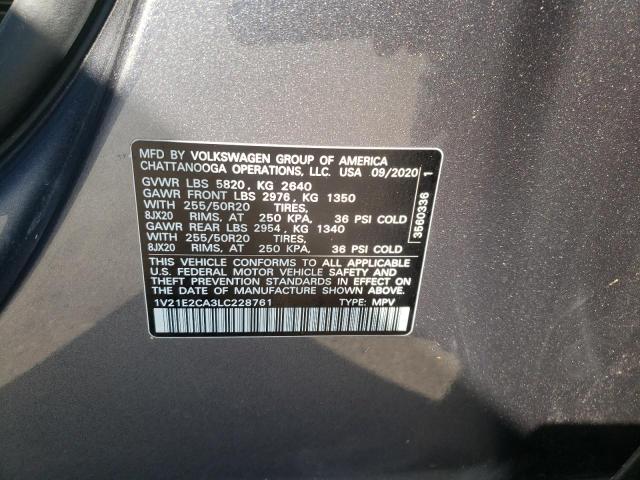 MFD BY VOLKSWAGEN GROUP OF AMERICA
CHATTANOOGA OPERATIONS, LLC. USA 09/2020
GVWR LBS 5820, KG 2640
GAWR FRONT LBS 2976, KG 1350
WITH 255/50R20 TIRES,
8JX20 RIMS, AT 250 KPA, 36 PSI COLD
GAWR REAR LBS 2954, KG 1340
WITH 255/50R20 TIRES,
8JX20 RIMS, AT 250 KPA, 36 PSI COLD
THIS VEHICLE CONFORMS TO ALL APPLICABLE
U.S. FEDERAL MOTOR VEHICLE SAFETY AND
THEFT PREVENTION STANDARDS IN EFFECT ON
THE DATE OF MANUFACTURE SHOWN ABOVE
1V21E2CA3LC228761 TYPE: MPV
3560336 1